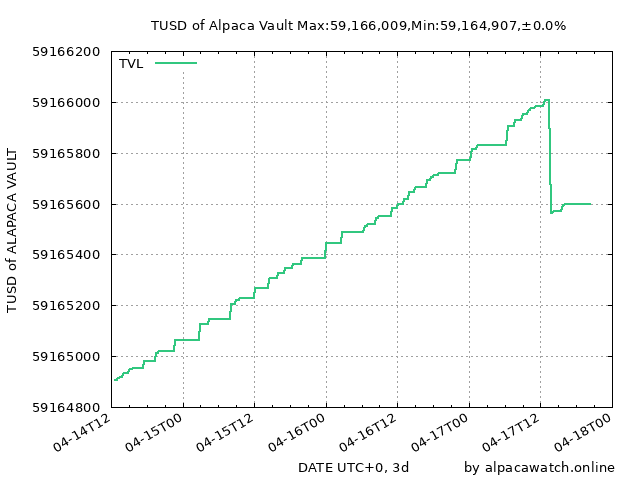 TUSD of Alpaca Vault Max:59,166,009,Min:59,164,907,±0.0%
TVL
59166200
59166000
59165800
59165600
59165400
59165200
59165000
59164800
TUSD of ALAPACA VAULT
04-14T12
04-15T00
04-15T12
04-16T00
04-16T12
04-17T00
04-17T12
04-18T00
DATE UTC+0, 3d
by alpacawatch.online